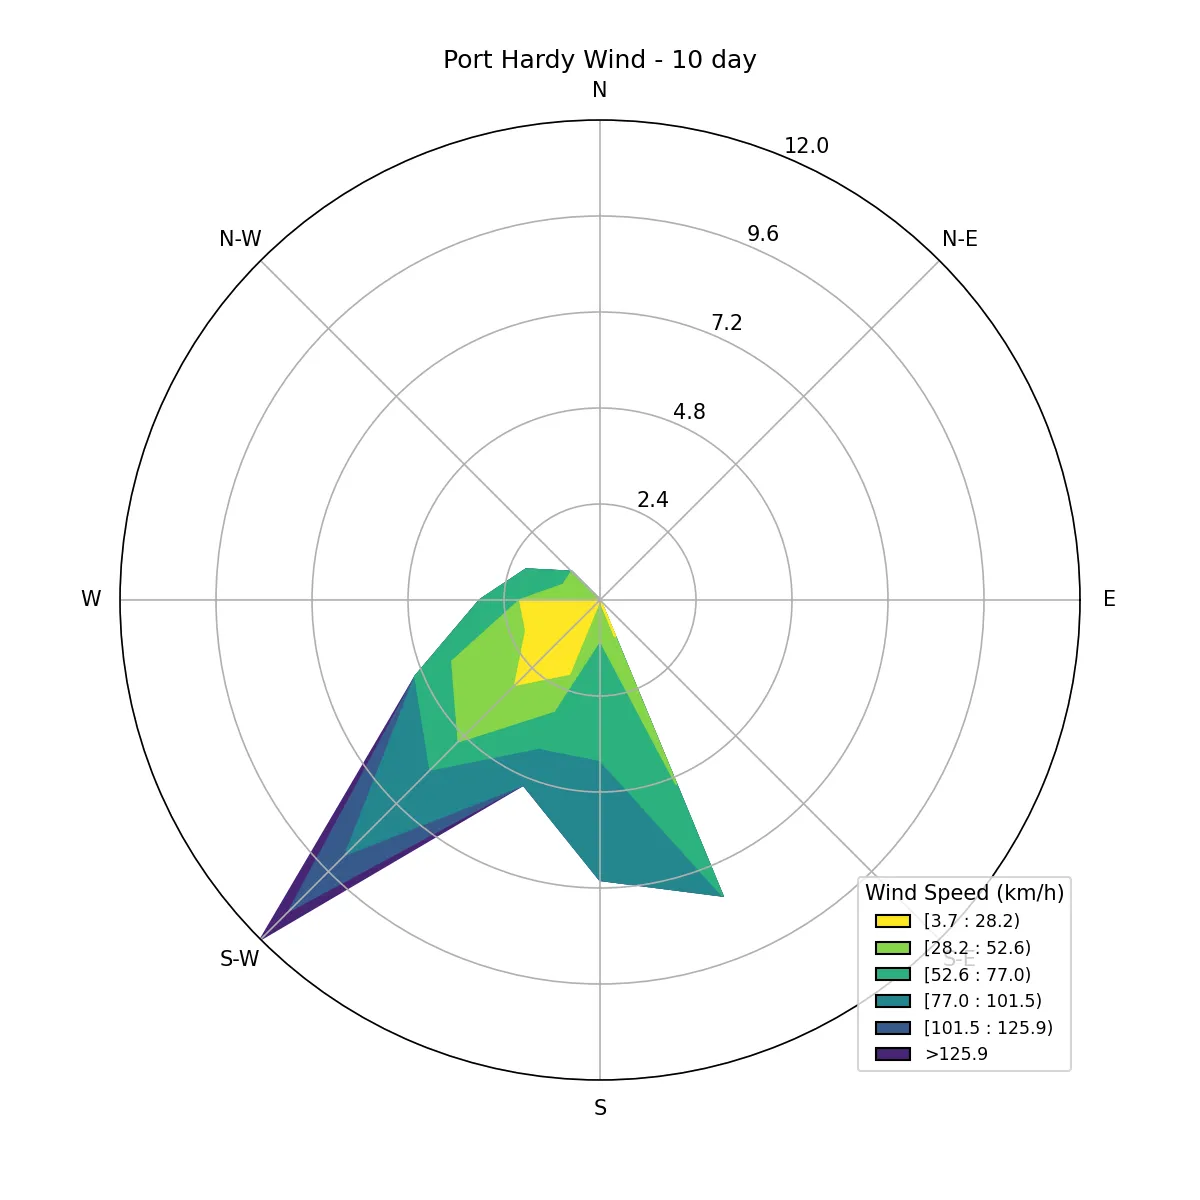 Port Hardy Wind - 10 day
N
12.0
N-W
9.6
N-E
7.2
4.8
2.4
W
E
Wind Speed (km/h)
[3.7 : 28.2)
[28.2 : 52.6)
S-W
S-E
[52.6 : 77.0)
[77.0 : 101.5)
[101.5 : 125.9)
>125.9
S